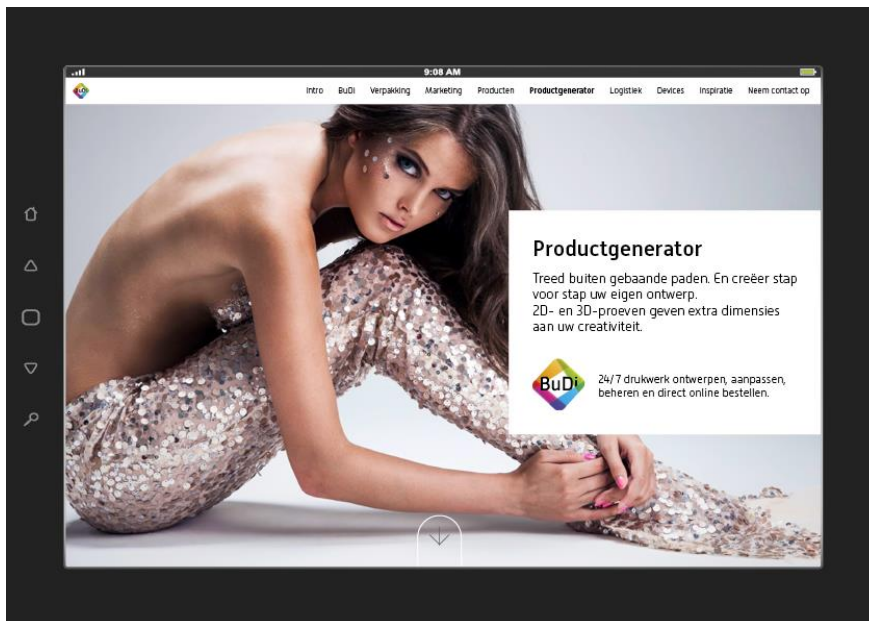 9:08 AM
BuDi Intro BuDi Verpakking Marketing Producten Productgenerator Logistiek Devices Inspiratie Neem contact op
Productgenerator
Treed buiten gebaande paden. En creëer stap
voor stap uw eigen ontwerp.
2D- en 3D-proeven geven extra dimensies
aan uw creativiteit.
BuDi
24/7 drukwerk ontwerpen, aanpassen,
beheren en direct online bestellen.